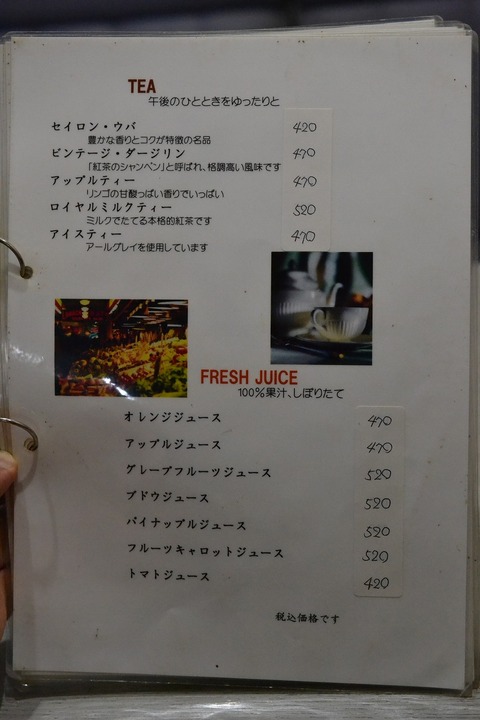 TEA
午後のひとときをゆったりと
セイロン・ウバ 420
豊かな香りとコクが特徴の名品
ビンテージ・ダージリン 470
「紅茶のシャンペン」と呼ばれ、格調高い風味です
アップルティー 470
リンゴの甘酸っぱい香りでいっぱい
ロイヤルミルクティー 520
ミルクでたてる本格的紅茶です
アイスティー 470
アールグレイを使用しています
FRESH JUICE
100%果汁、しぼりたて
オレンジジュース 470
アップルジュース 470
グレープフルーツジュース 520
ブドウジュース 520
パイナップルジュース 520
フルーツキャロットジュース 520
トマトジュース 420
税込価格です